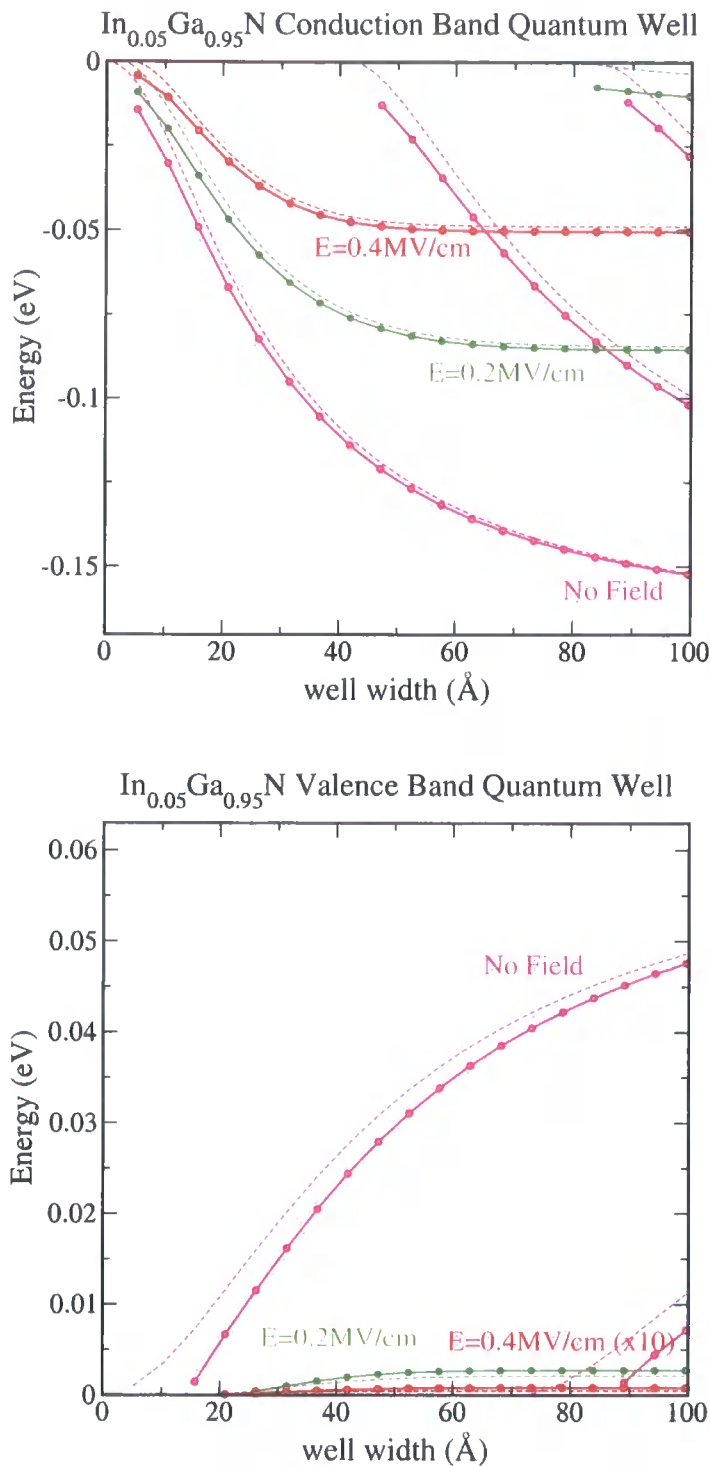 In0.05Ga0.95N Conduction Band Quantum Well
0
-0.05
-0.1
-0.15
Energy (eV)
E=0.4MV/cm
E=0.2MV/cm
No Field
0 20 40 60 80 100
well width (Å)
In0.05Ga0.95N Valence Band Quantum Well
0.06
0.05
0.04
0.03
0.02
0.01
0
Energy (eV)
No Field
E=0.2MV/cm
E=0.4MV/cm (x10)
0 20 40 60 80 100
well width (Å)